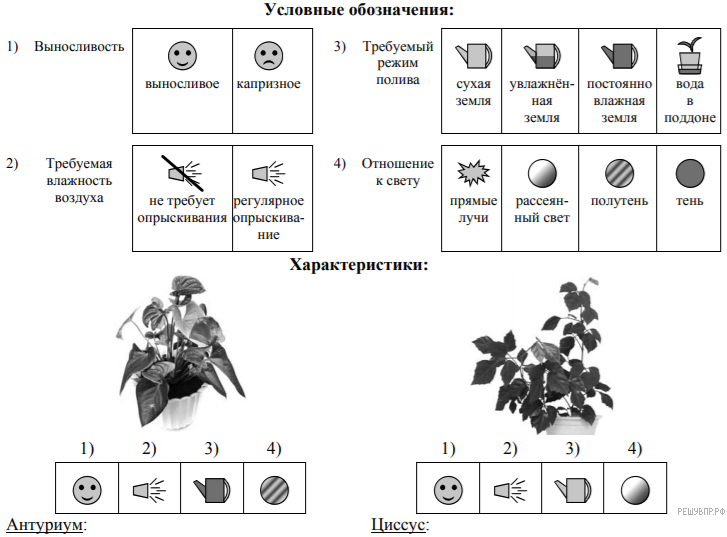 Условные обозначения:
1) Выносливость
выносливое
капризное
3) Требуемый
режим
полива
сухая
земля
увлажнён-
ная
земля
постоянно
влажная
земля
вода
в
поддоне
2) Требуемая
влажность
воздуха
не требует
опрыскивания
регулярное
опрыскива-
ние
4) Отношение
к свету
прямые
лучи
рассеян-
ный свет
полутень
тень
Характеристики:
1) 2) 3) 4)
Антуриум:
1) 2) 3) 4)
Циссус:
РЕШУВПР.РФ